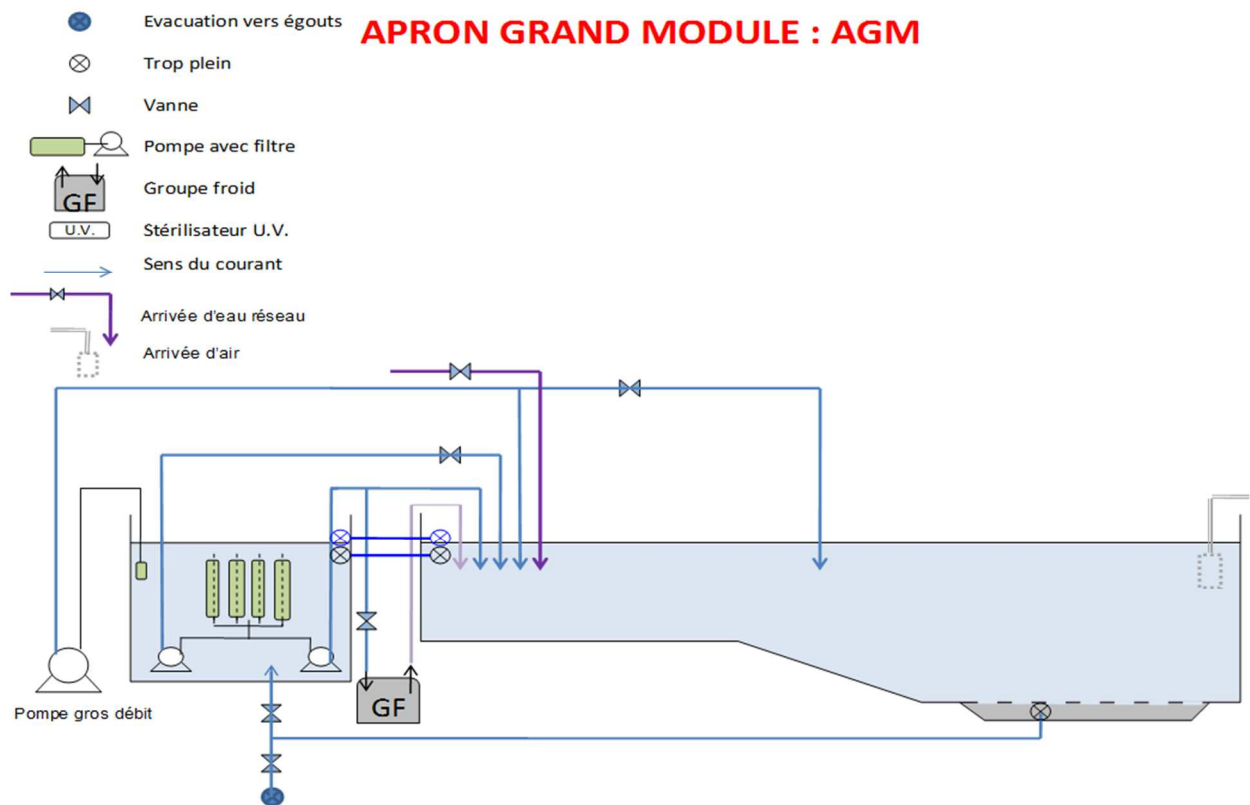 APRON GRAND MODULE : AGM
Evacuation vers égouts
Trop plein
Vanne
Pompe avec filtre
GF
Groupe froid
U.V.
Stérilisateur U.V.
Sens du courant
Arrivée d'eau réseau
Arrivée d'air
GF
Pompe gros débit